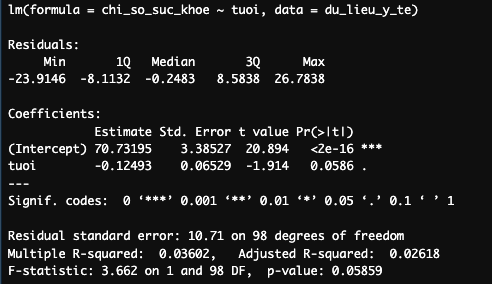 lm(formula = chi_so_suc_khoe ~ tuoi, data = du_lieu_y_te)
Residuals:
Min 1Q Median 3Q Max
-23.9146 -8.1132 -0.2483 8.5838 26.7838
Coefficients:
Estimate Std. Error t value Pr(>|t|)
(Intercept) 70.73195 3.38527 20.894 <2e-16 ***
tuoi -0.12493 0.06529 -1.914 0.0586 .
---
Signif. codes: 0 ‘***’ 0.001 ‘**’ 0.01 ‘*’ 0.05 ‘.’ 0.1 ‘ ’ 1
Residual standard error: 10.71 on 98 degrees of freedom
Multiple R-squared: 0.03602, Adjusted R-squared: 0.02618
F-statistic: 3.662 on 1 and 98 DF, p-value: 0.05859